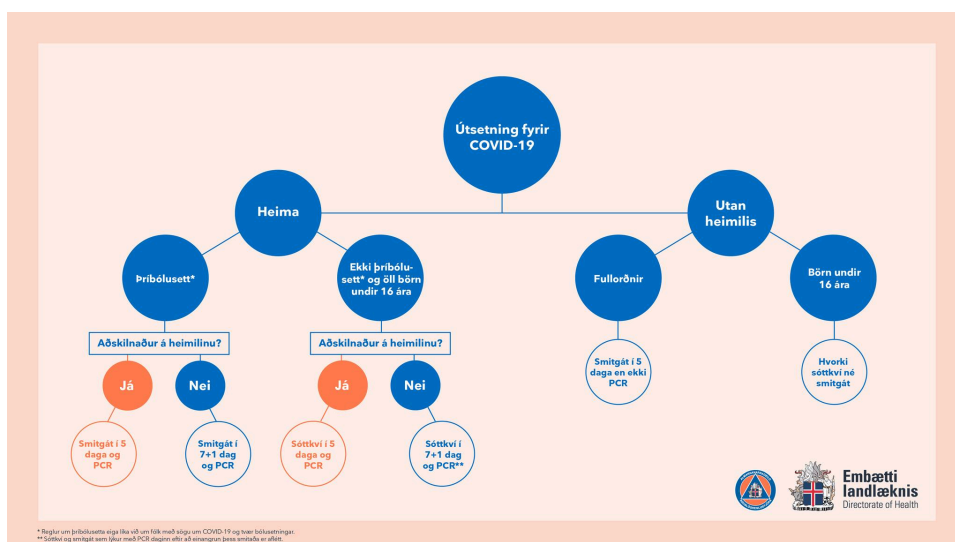 Útsetning fyrir
COVID-19
Heima
Utan
heimilis
Þríbólusett*
Ekki þríbólu-
sett* og öll börn
undir 16 ára
Fullorðnir
Börn undir
16 ára
Aðskilnaður á heimilinu?
Aðskilnaður á heimilinu?
Já
Nei
Já
Nei
Smitgát í 5
daga en ekki
PCR
Hvorki
sóttkví né
smitgát
Smitgát í 5
daga og
PCR
Smitgát í
7+1 dag
og PCR
Sóttkví í 5
daga og
PCR
Sóttkví í
7+1 dag
og PCR**
Embætti
landlæknis
Directorate of Health
* Reglur um þríbólusetta eiga líka við um fólk með sögu um COVID-19 og tvær bólusetningar.
** Sóttkví og smitgát sem lýkur með PCR daginn eftir að einangrun þess smitaða er aflétt.